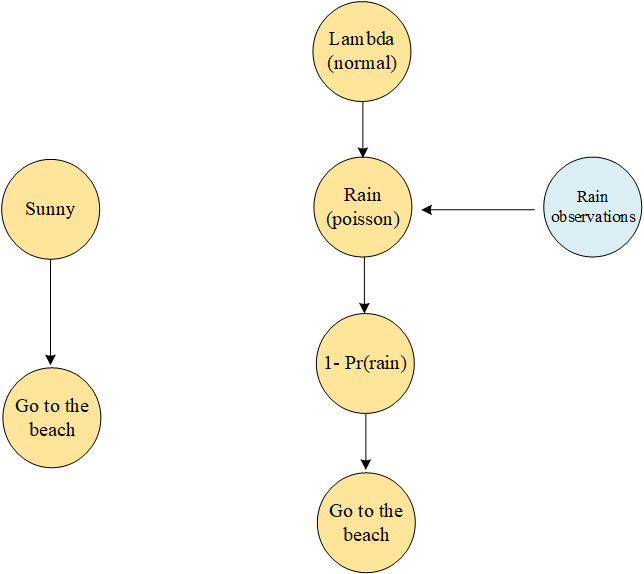 Lambda
(normal)
Sunny
Rain
(poisson)
Rain
observations
1- Pr(rain)
Go to the
beach
Go to the
beach